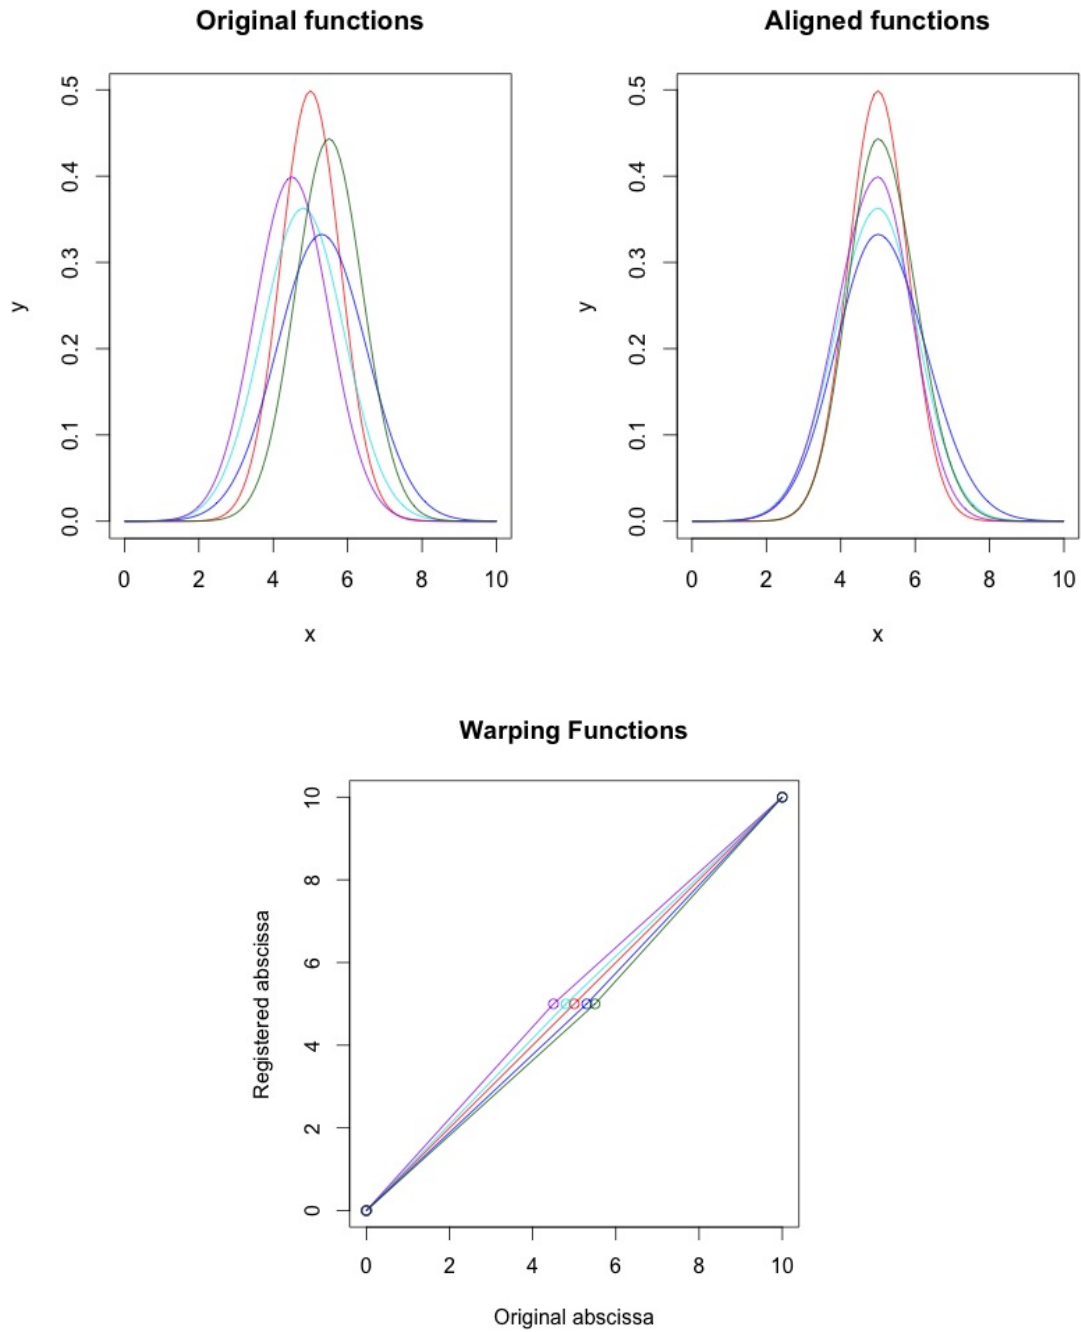 Original functions
Aligned functions
0.5
0.4
0.3
0.2
0.1
0.0
y
0 2 4 6 8 10
x
0.5
0.4
0.3
0.2
0.1
0.0
y
0 2 4 6 8 10
x
Warping Functions
10
8
6
4
2
0
Registered abscissa
0 2 4 6 8 10
Original abscissa